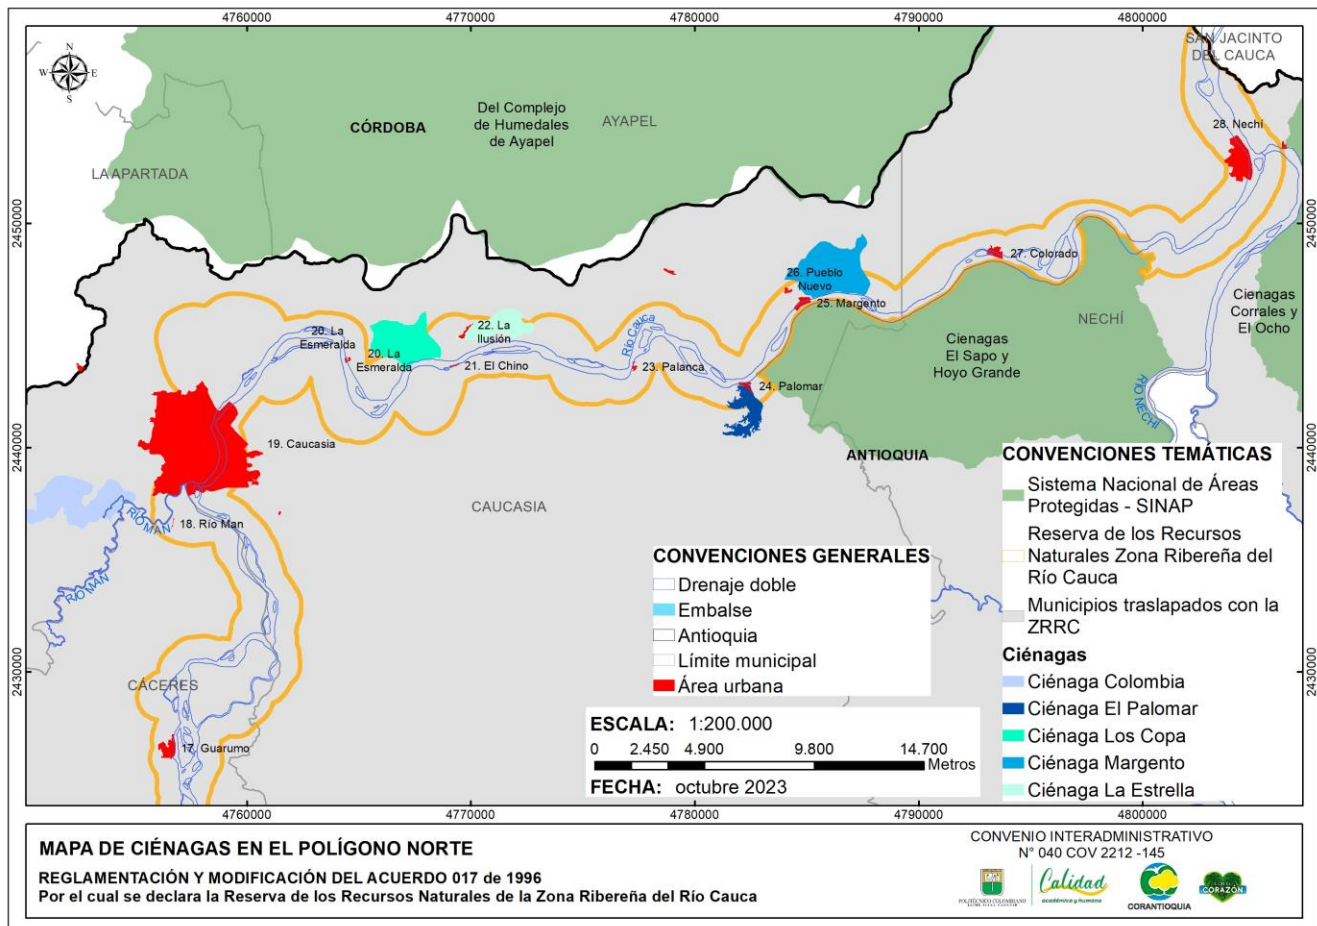 4760000
4770000
4780000
4790000
4800000
SAN JACINTO
DEL CAUCA
N
W
E
S
Del Complejo
de Humedales
de Ayapel
AYAPEL
CÓRDOBA
28. Nechí
LA APARTADA
2450000
2450000
27. Colorado
26. Pueblo
Nuevo
25. Margento
Cienagas
Corrales y
El Ocho
NECHÍ
20. La
Esmeralda
22. La
Ilusión
Río Cauca
Cienagas
El Sapo y
Hoyo Grande
20. La
Esmeralda
21. El Chino
23. Palanca
24. Palomar
RÍO NECHÍ
19. Caucasia
2440000
2440000
ANTIOQUIA
CAUCASIA
RÍO MAN
18. Río Man
RÍO MAN
CÁCERES
2430000
2430000
17. Guarumo
CONVENCIONES GENERALES
Drenaje doble
Embalse
Antioquia
Límite municipal
Área urbana
ESCALA: 1:200.000
0 2.450 4.900 9.800 14.700
Metros
FECHA: octubre 2023
CONVENCIONES TEMÁTICAS
Sistema Nacional de Áreas
Protegidas - SINAP
Reserva de los Recursos
Naturales Zona Ribereña del
Río Cauca
Municipios traslapados con la
ZRRC
Ciénagas
Ciénaga Colombia
Ciénaga El Palomar
Ciénaga Los Copa
Ciénaga Margento
Ciénaga La Estrella
4760000
4770000
4780000
4790000
4800000
MAPA DE CIÉNAGAS EN EL POLÍGONO NORTE
REGLAMENTACIÓN Y MODIFICACIÓN DEL ACUERDO 017 de 1996
Por el cual se declara la Reserva de los Recursos Naturales de la Zona Ribereña del Río Cauca
CONVENIO INTERADMINISTRATIVO
N° 040 COV 2212 -145
POLITÉCNICO COLOMBIANO
Calidad
académica y humana
CORANTIOQUIA
CORAZÓN